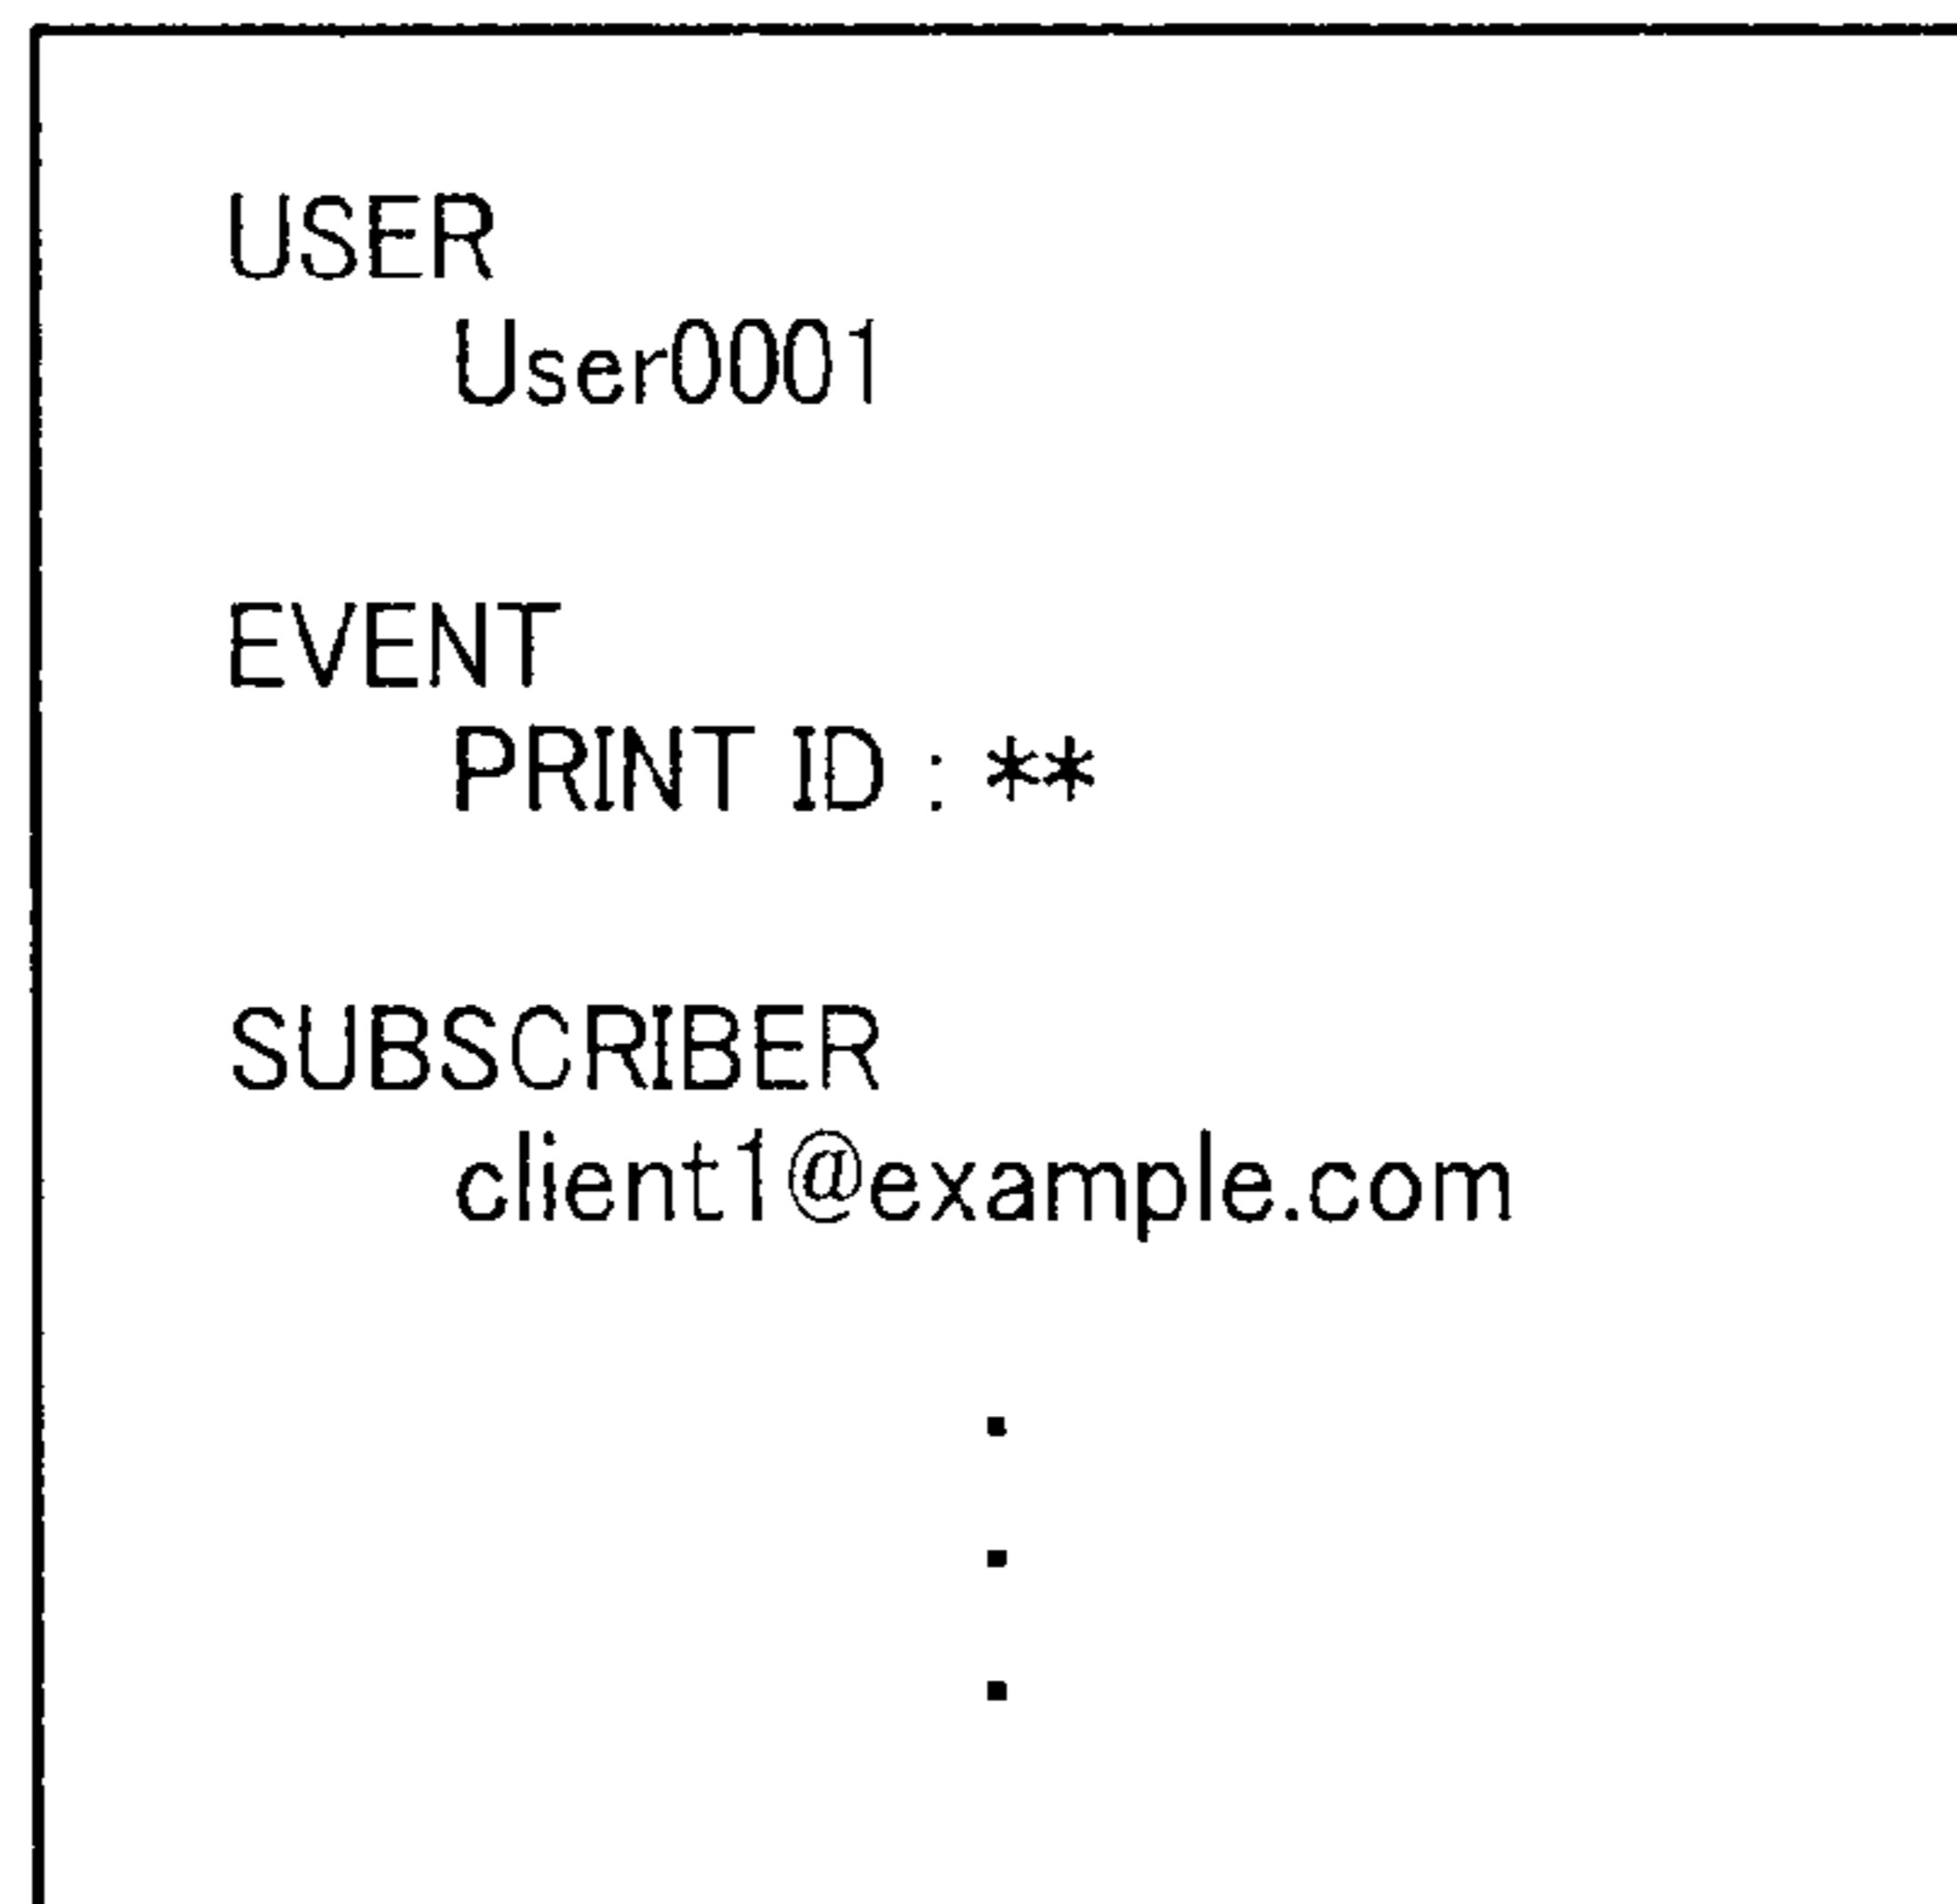 USER
User0001
EVENT
PRINT ID : **
SUBSCRIBER
client1@example.com
.
.
.